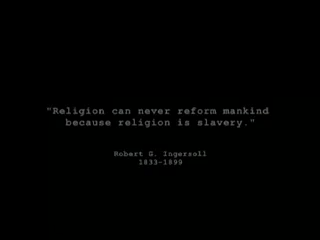 "Religion can never reform mankind
because religion is slavery."
Robert G. Ingersoll
1833-1899